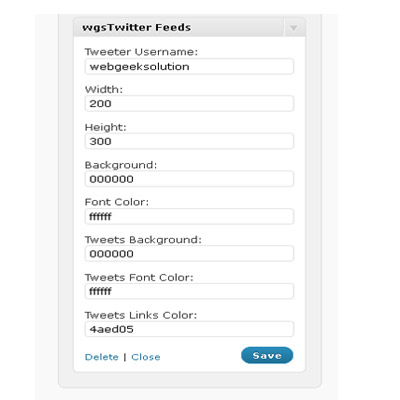 wgsTwitter Feeds
Tweeter Username:
webgeeksolution
Width:
200
Height:
300
Background:
000000
Font Color:
ffffff
Tweets Background:
000000
Tweets Font Color:
ffffff
Tweets Links Color:
4aed05
Delete | Close
Save